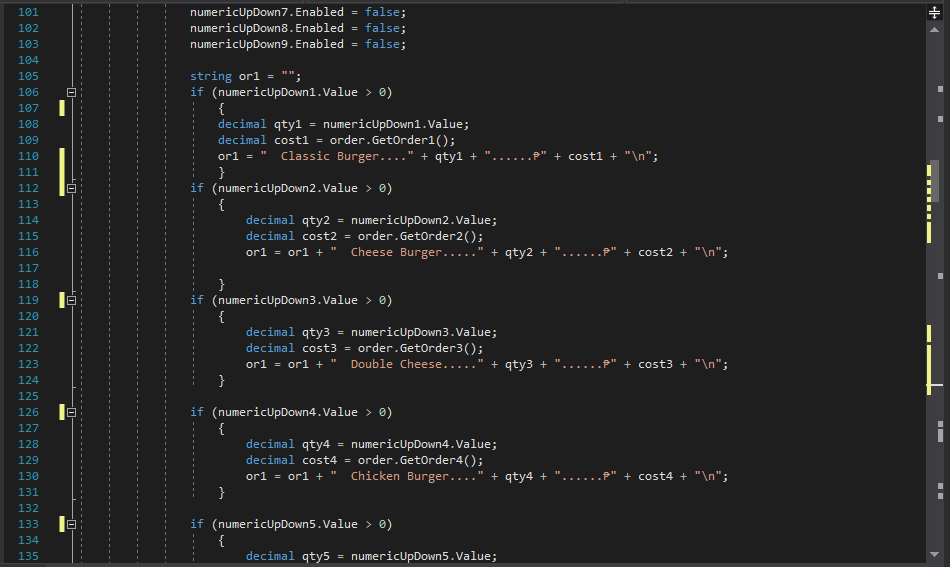 101 numericUpDown7.Enabled = false;
102 numericUpDown8.Enabled = false;
103 numericUpDown9.Enabled = false;
104
105 string or1 = "";
106 if (numericUpDown1.Value > 0)
107 {
108 decimal qty1 = numericUpDown1.Value;
109 decimal cost1 = order.GetOrder1();
110 or1 = "  Classic Burger...." + qty1 + "......₱" + cost1 + "\n";
111 }
112 if (numericUpDown2.Value > 0)
113 {
114 decimal qty2 = numericUpDown2.Value;
115 decimal cost2 = order.GetOrder2();
116 or1 = or1 + "  Cheese Burger....." + qty2 + "......₱" + cost2 + "\n";
117
118 }
119 if (numericUpDown3.Value > 0)
120 {
121 decimal qty3 = numericUpDown3.Value;
122 decimal cost3 = order.GetOrder3();
123 or1 = or1 + "  Double Cheese....." + qty3 + "......₱" + cost3 + "\n";
124 }
125
126 if (numericUpDown4.Value > 0)
127 {
128 decimal qty4 = numericUpDown4.Value;
129 decimal cost4 = order.GetOrder4();
130 or1 = or1 + "  Chicken Burger...." + qty4 + "......₱" + cost4 + "\n";
131 }
132
133 if (numericUpDown5.Value > 0)
134 {
135 decimal qty5 = numericUpDown5.Value;